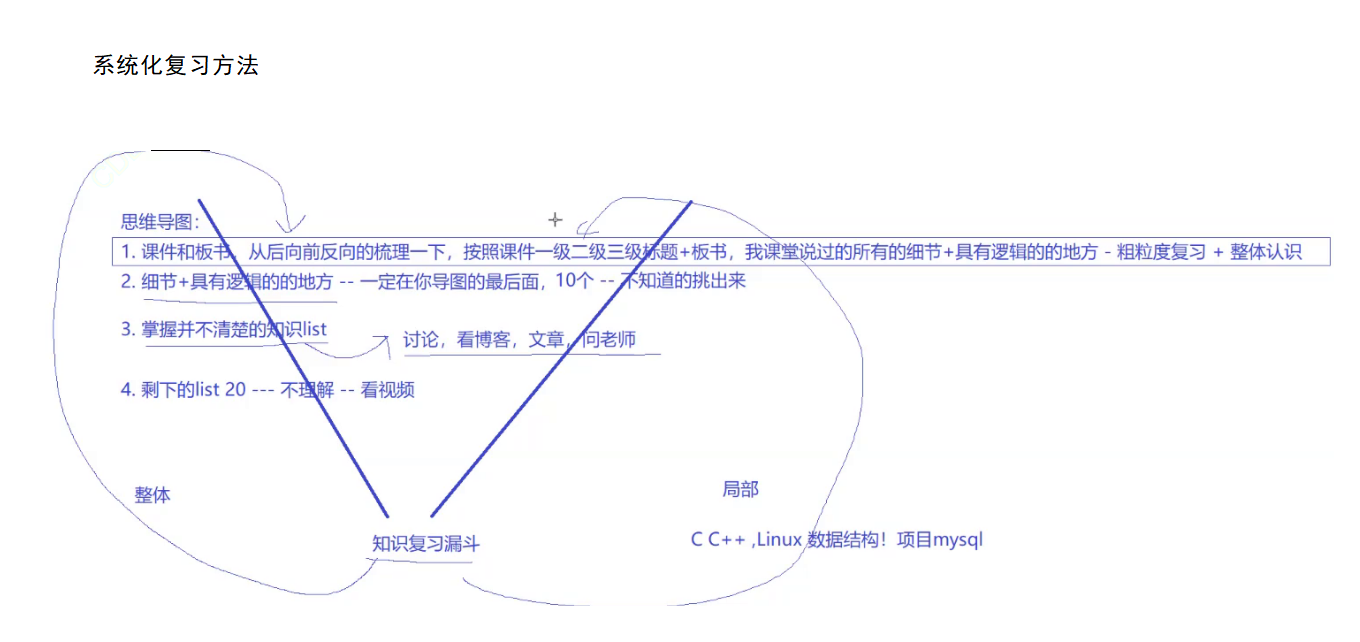 系统化复习方法
思维导图：
1. 课件和板书，从后向前反向的梳理一下，按照课件一级二级三级标题+板书，我课堂说过的所有的细节+具有逻辑的的地方 - 粗粒度复习 + 整体认识
2. 细节+具有逻辑的的地方 -- 一定在你导图的最后面，10个 -- 不知道的挑出来
3. 掌握并不清楚的知识list
讨论，看博客，文章，问老师
4. 剩下的list 20 --- 不理解 -- 看视频
整体
局部
知识复习漏斗
C C++ ,Linux 数据结构！项目mysql